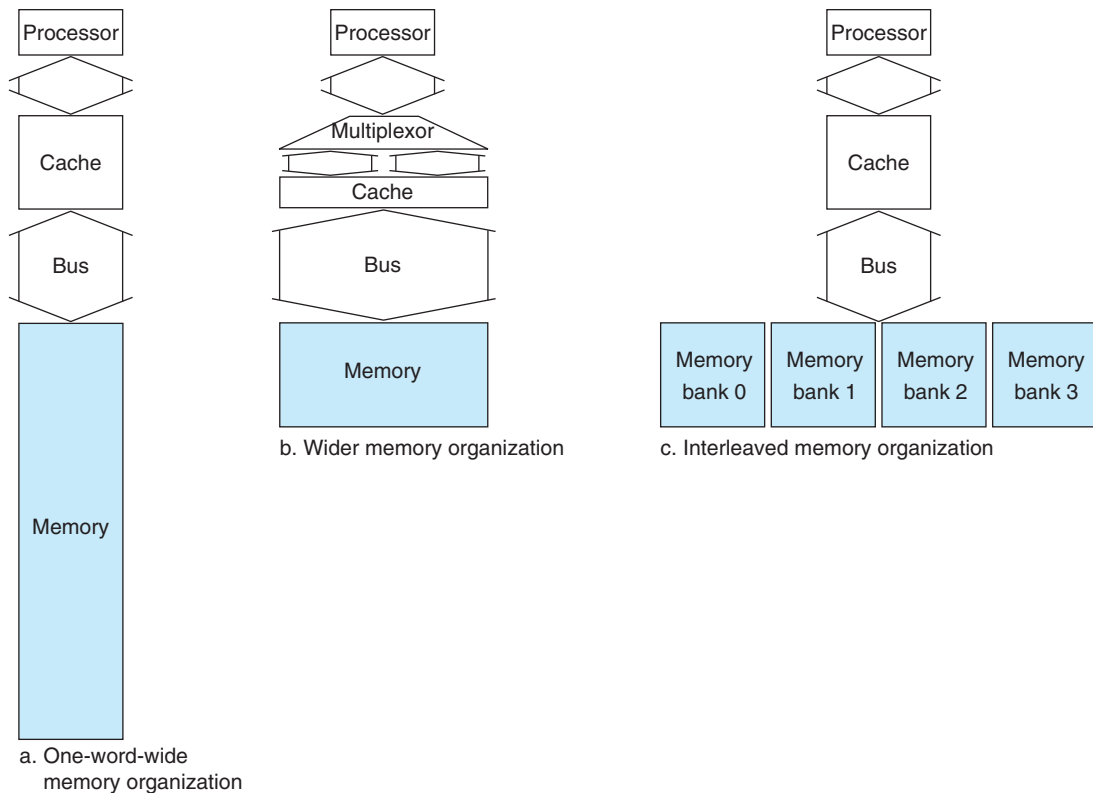 Processor
Cache
Bus
Memory
a. One-word-wide
memory organization
Processor
Multiplexor
Cache
Bus
Memory
b. Wider memory organization
Processor
Cache
Bus
Memory
bank 0
Memory
bank 1
Memory
bank 2
Memory
bank 3
c. Interleaved memory organization